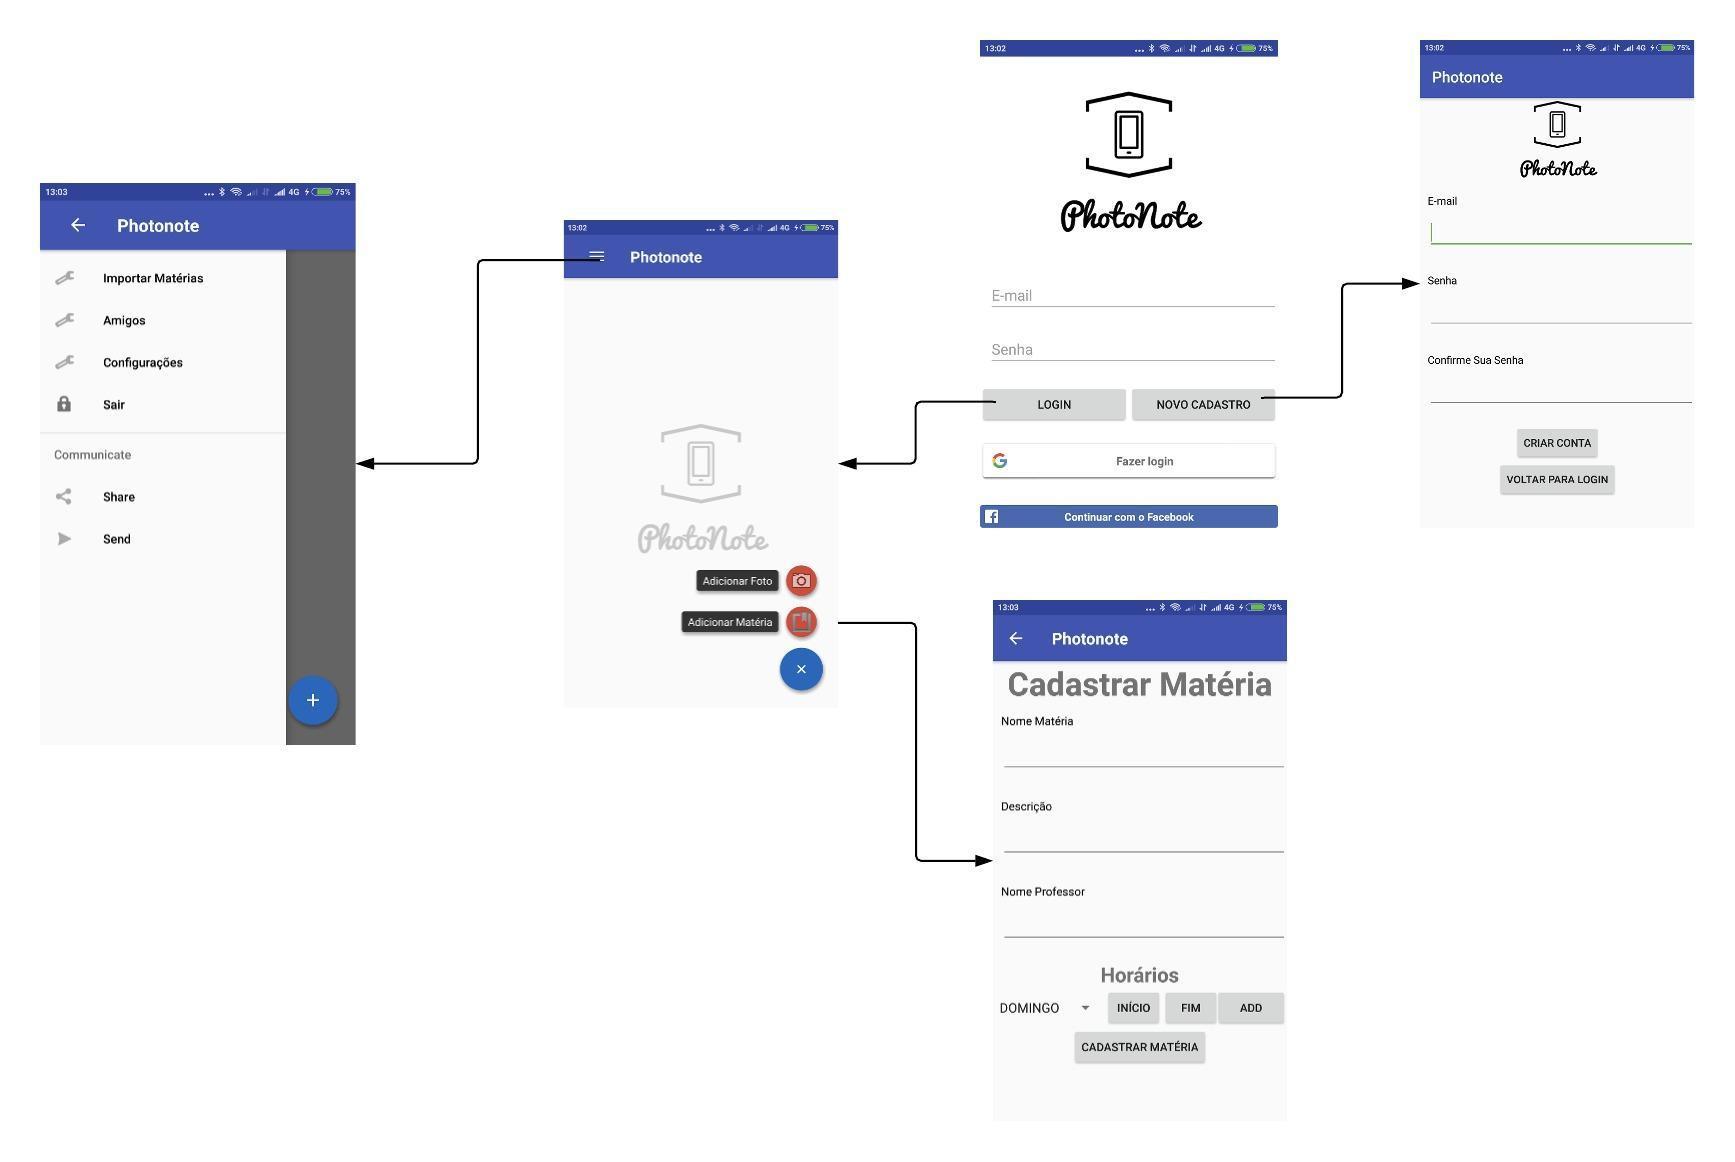 13:03
... 4G 75%
Photonote
Importar Matérias
Amigos
Configurações
Sair
Communicate
Share
Send
13:02
... 4G 75%
Photonote
PhotoNote
Adicionar Foto
Adicionar Matéria
13:02
... 4G 75%
PhotoNote
E-mail
Senha
LOGIN
NOVO CADASTRO
Fazer login
Continuar com o Facebook
13:02
... 4G 75%
Photonote
PhotoNote
E-mail
Senha
Confirme Sua Senha
CRIAR CONTA
VOLTAR PARA LOGIN
13:03
... 4G 75%
Photonote
Cadastrar Matéria
Nome Matéria
Descrição
Nome Professor
Horários
DOMINGO INÍCIO FIM ADD
CADASTRAR MATÉRIA